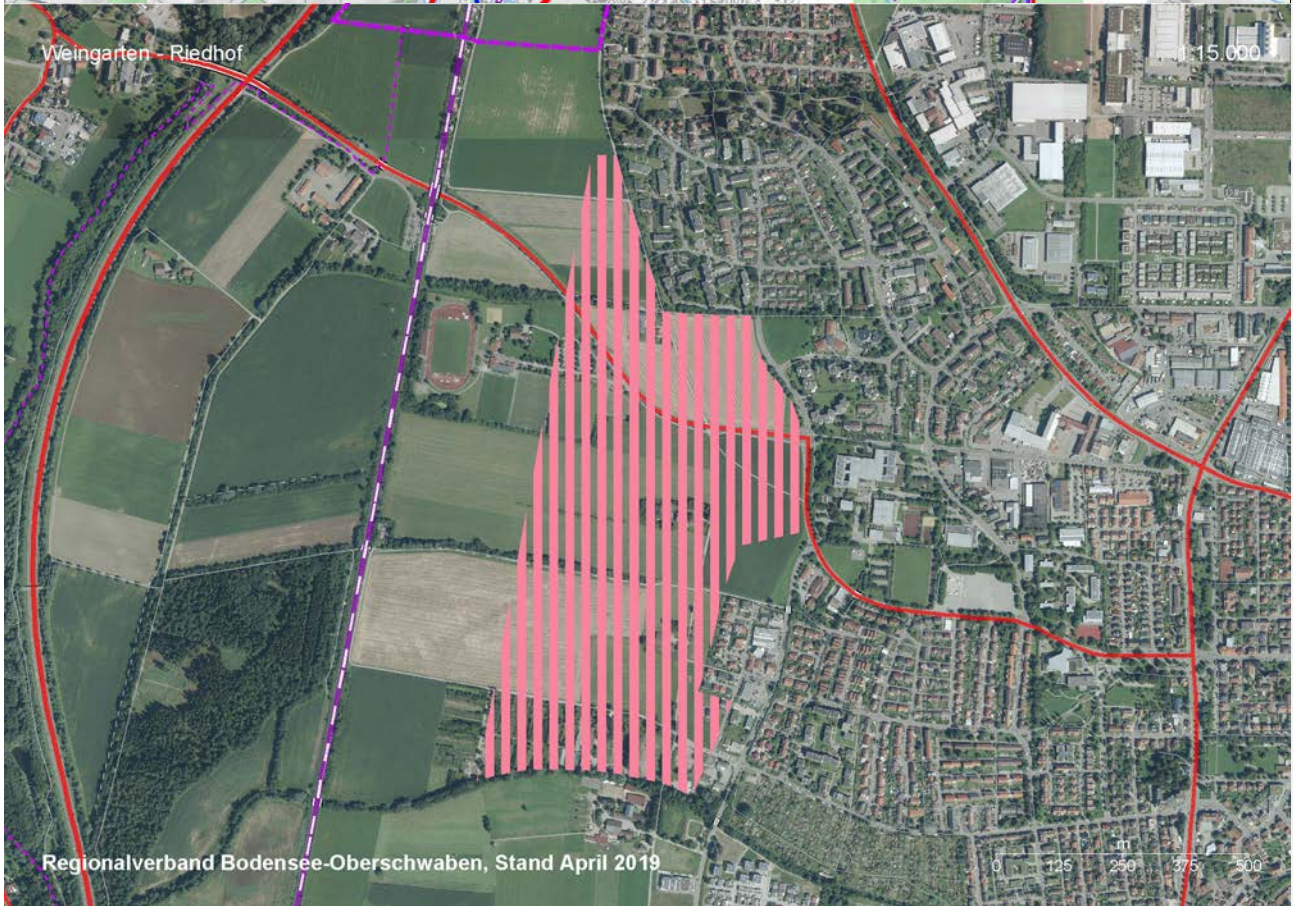 Weingarten - Riedhof
1:15.000
Regionalverband Bodensee-Oberschwaben, Stand April 2019
m
0 125 250 375 500